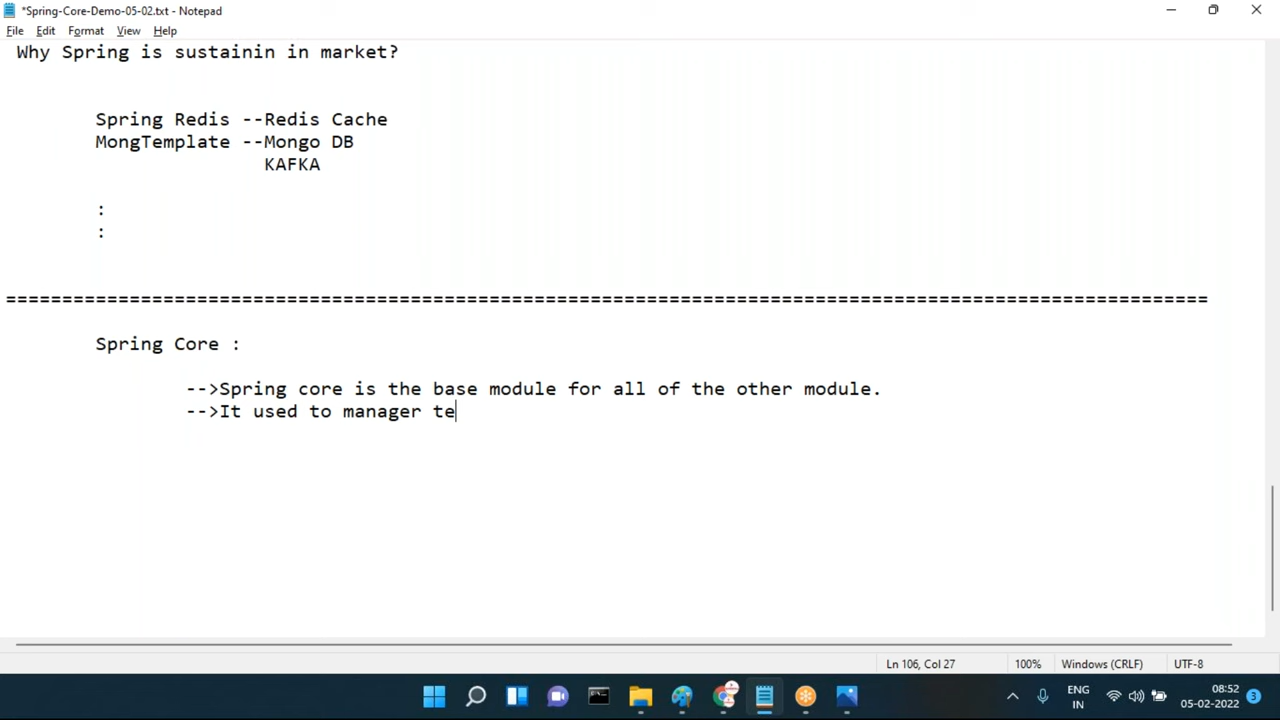 *Spring-Core-Demo-05-02.txt - Notepad
File Edit Format View Help
Why Spring is sustainin in market?
Spring Redis --Redis Cache
MongTemplate --Mongo DB
KAFKA
:
:
===========================================================================================================
Spring Core :
-->Spring core is the base module for all of the other module.
-->It used to manager te
Ln 106, Col 27 100% Windows (CRLF) UTF-8
ENG
IN
08:52
05-02-2022
3